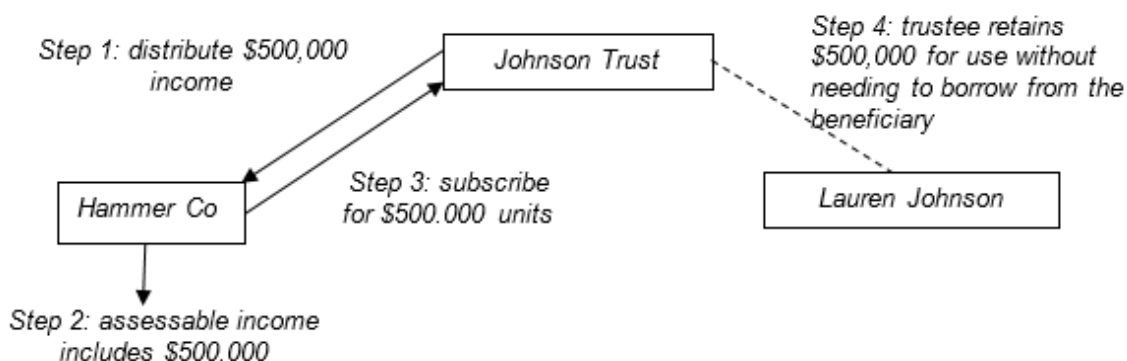 Step 1: distribute $500,000
income
Johnson Trust
Step 4: trustee retains
$500,000 for use without
needing to borrow from the
beneficiary
Hammer Co
Step 3: subscribe
for $500.000 units
Lauren Johnson
Step 2: assessable income
includes $500.000